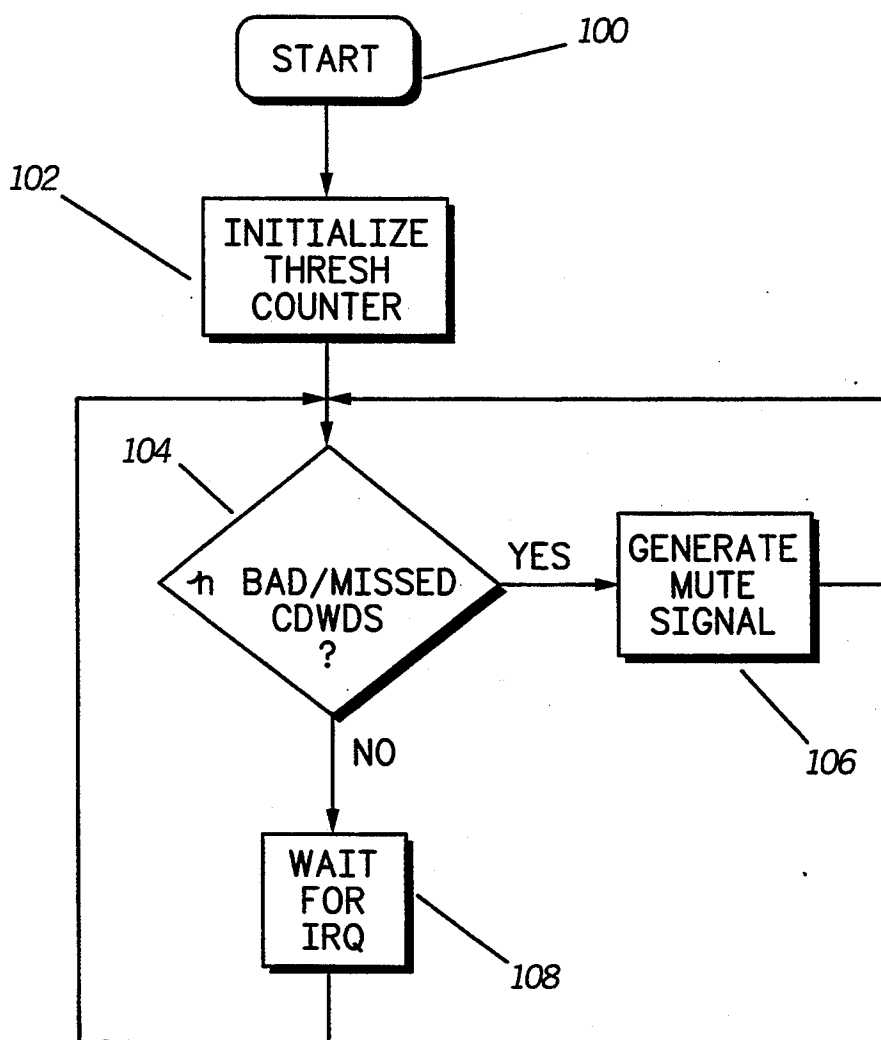 START
100
102
INITIALIZE
THRESH
COUNTER
104
n BAD/MISSED
CDWDS
?
YES
GENERATE
MUTE
SIGNAL
106
NO
WAIT
FOR
IRQ
108